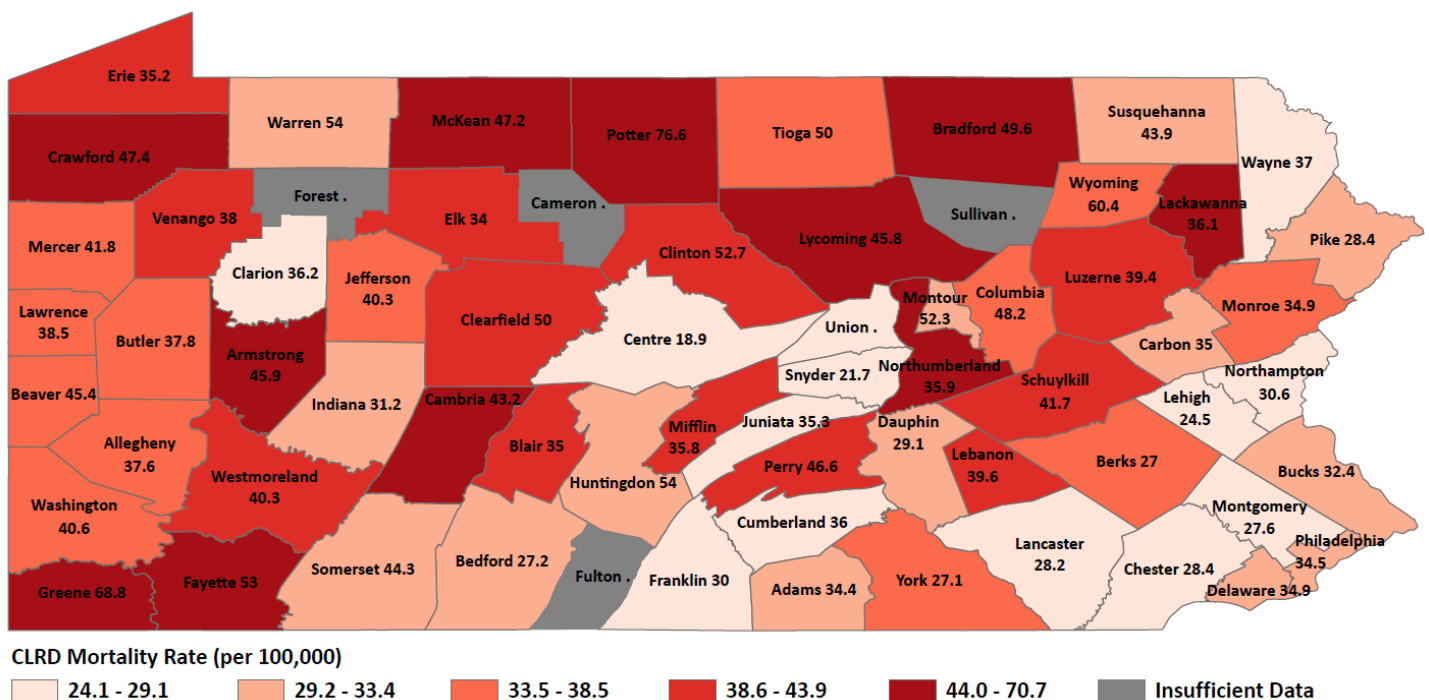 Erie 35.2
Warren 54
McKean 47.2
Potter 76.6
Tioga 50
Bradford 49.6
Susquehanna
43.9
Wayne 37
Crawford 47.4
Venango 38
Forest .
Elk 34
Cameron .
Clinton 52.7
Lycoming 45.8
Sullivan .
Wyoming
60.4
Lackawanna
36.1
Pike 28.4
Mercer 41.8
Clarion 36.2
Jefferson
40.3
Clearfield 50
Centre 18.9
Union .
Montour
52.3
Columbia
48.2
Luzerne 39.4
Monroe 34.9
Lawrence
38.5
Butler 37.8
Armstrong
45.9
Indiana 31.2
Cambria 43.2
Snyder 21.7
Northumberland
35.9
Schuylkill
41.7
Carbon 35
Northampton
30.6
Lehigh
24.5
Beaver 45.4
Allegheny
37.6
Westmoreland
40.3
Blair 35
Mifflin
35.8
Juniata 35.3
Dauphin
29.1
Huntingdon 54
Perry 46.6
Lebanon
39.6
Berks 27
Bucks 32.4
Washington
40.6
Cumberland 36
Montgomery
27.6
Philadelphia
34.5
Greene 68.8
Fayette 53
Somerset 44.3
Bedford 27.2
Fulton .
Franklin 30
Adams 34.4
York 27.1
Lancaster
28.2
Chester 28.4
Delaware 34.9
CLRD Mortality Rate (per 100,000)
24.1 - 29.1
29.2 - 33.4
33.5 - 38.5
38.6 - 43.9
44.0 - 70.7
Insufficient Data